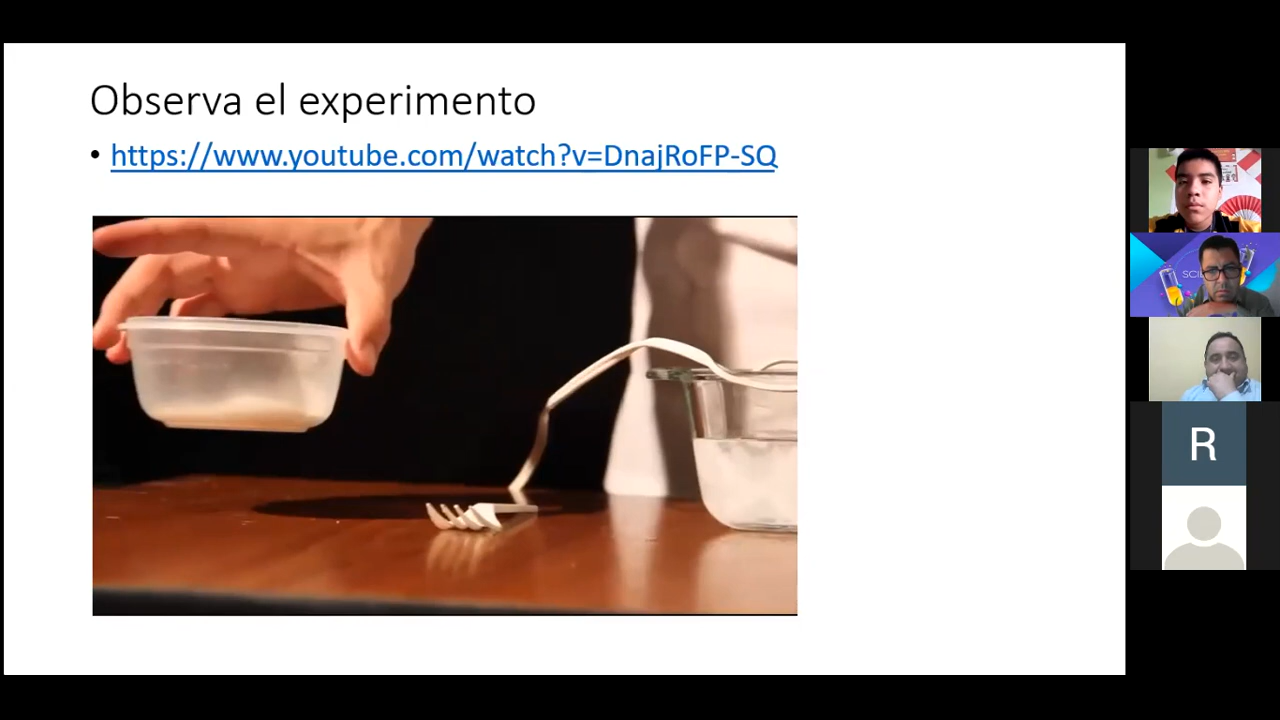 Observa el experimento
• https://www.youtube.com/watch?v=DnajRoFP-SQ
R